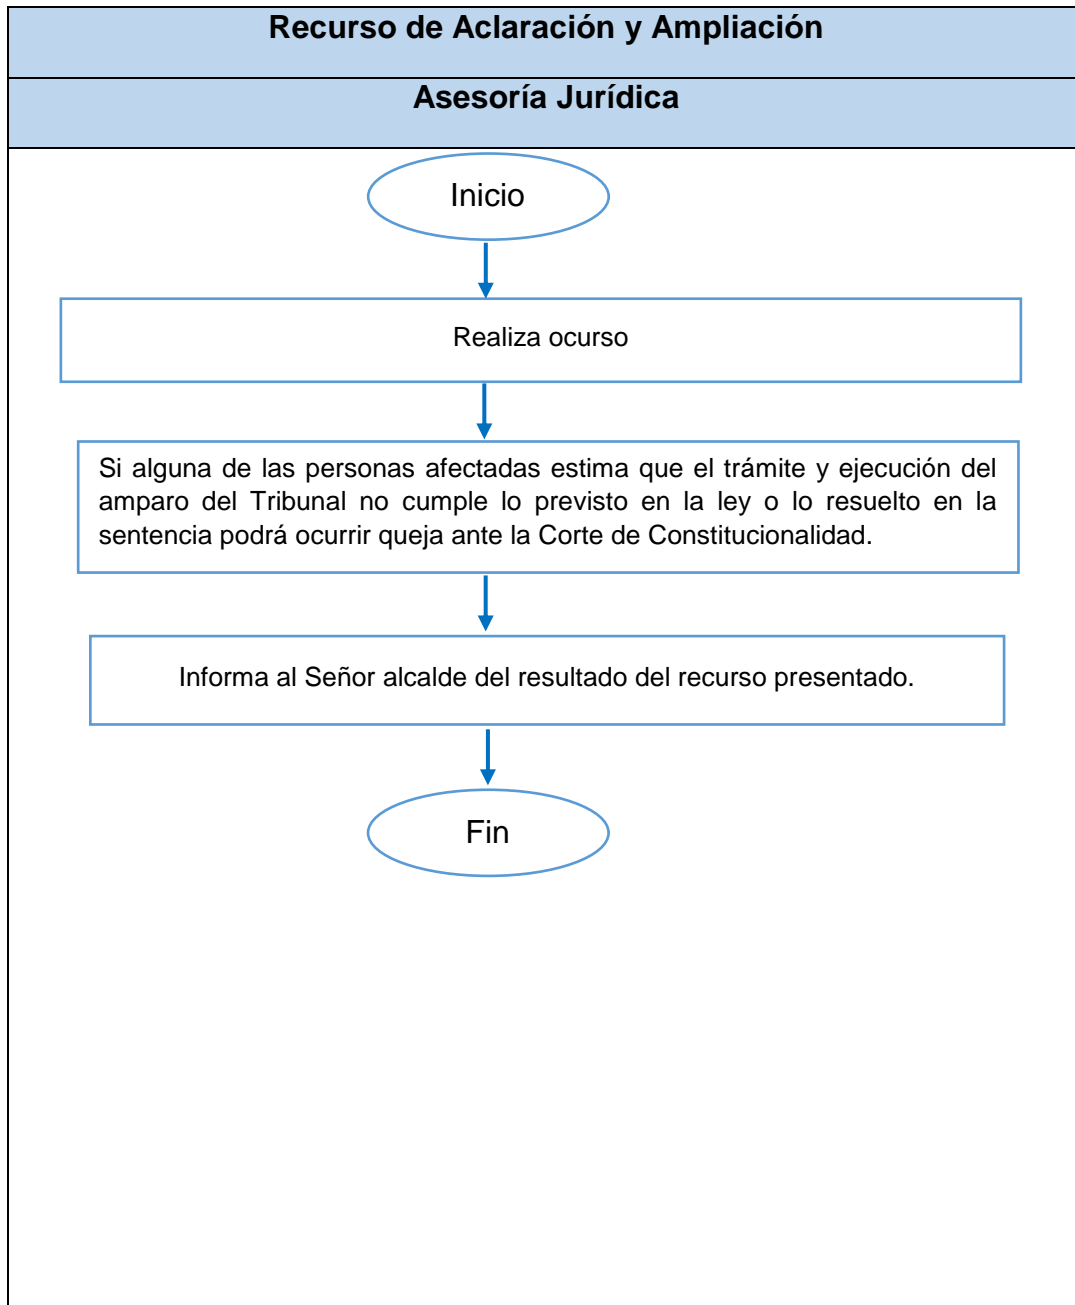 Recurso de Aclaración y Ampliación
Asesoría Jurídica
Inicio
Realiza ocurso
Si alguna de las personas afectadas estima que el trámite y ejecución del
amparo del Tribunal no cumple lo previsto en la ley o lo resuelto en la
sentencia podrá ocurrir queja ante la Corte de Constitucionalidad.
Informa al Señor alcalde del resultado del recurso presentado.
Fin